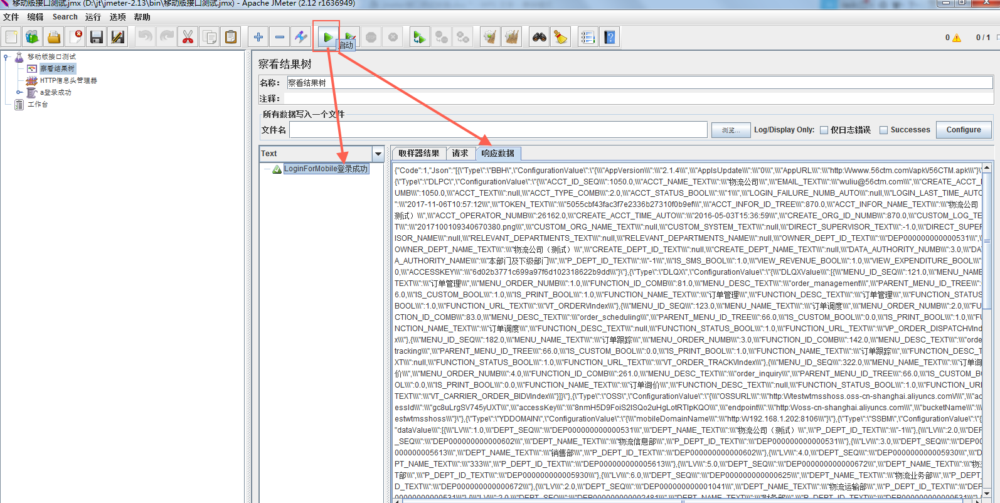 移动版接口测试.jmx (D:\jt\jmeter-2.13\bin\移动版接口测试.jmx) - Apache JMeter (2.12 r1636949)
文件 编辑 Search 运行 选项 帮助
启动
0 0 / 1
移动版接口测试
察看结果树
HTTP信息头管理器
a登录成功
工作台
察看结果树
名称： 察看结果树
注释：
所有数据写入一个文件
文件名 浏览... Log/Display Only: 仅日志错误 Successes Configure
Text
LoginForMobile登录成功
取样器结果 请求 响应数据
{"Code":1,"Json":"[{\"Type\":\"BBH\",\"ConfigurationValue\":\"{\\\"AppVersion\\\":\\\"2.1.4\\\",\\\"AppIsUpdate\\\":\\\"0\\\",\\\"AppURL\\\":\\\"http:\/\/www.56ctm.com\/apk\/56CTM.apk\\\"}\"
{\"Type\":\"DLPC\",\"ConfigurationValue\":\"{\\\"ACCT_ID_SEQ\\\":1050.0,\\\"ACCT_NAME_TEXT\\\":\\\"物流公司\\\",\\\"EMAIL_TEXT\\\":\\\"wuliu@56ctm.com\\\",\\\"CREATE_ACCT_
UMB\\\":1050.0,\\\"ACCT_TEXT\\\":null,\\\"ACCT_TYPE_COMB\\\":2.0,\\\"ACCT_STATUS_BOOL\\\":\\\"1\\\",\\\"LOGIN_FAILURE_NUMB_AUTO\\\":null,\\\"LOGIN_LAST_TIME_AUTO
\":\\\"2017-11-06T10:57:12\\\",\\\"TOKEN_TEXT\\\":\\\"5055cbf43fac3f7e2336b27310f0b9ef\\\",\\\"ACCT_INFOR_ID_TREE\\\":870.0,\\\"ACCT_INFOR_NAME_TEXT\\\":\\\"物流公司
测试）\\\",\\\"ACCT_OPERATOR_NUMB\\\":26162.0,\\\"CREATE_ACCT_TIME_AUTO\\\":\\\"2016-05-03T15:36:59\\\",\\\"CREATE_ORG_ID_NUMB\\\":870.0,\\\"CUSTOM_LOG_TE
T\\\":\\\"2017100109340670380.png\\\",\\\"CUSTOM_ORG_NAME_TEXT\\\":null,\\\"CUSTOM_SYSTEM_TEXT\\\":null,\\\"DIRECT_SUPERVISOR_TEXT\\\":-1.0,\\\"DIRECT_SUPER
ISOR_NAME\\\":null,\\\"RELEVANT_DEPARTMENTS_TEXT\\\":null,\\\"RELEVANT_DEPARTMENTS_NAME\\\":null,\\\"OWNER_DEPT_ID_TEXT\\\":\\\"DEP000000000000531\\\",\
OWNER_DEPT_NAME_TEXT\\\":\\\"物流公司（测试）\\\",\\\"CREATE_DEPT_ID_TEXT\\\":null,\\\"CREATE_DEPT_NAME_TEXT\\\":null,\\\"DATA_AUTHORITY_NUMB\\\":3.0,\\\"DA
A_AUTHORITY_NAME\\\":\\\"本部门及下级部门\\\",\\\"P_DEPT_ID_TEXT\\\":\\\"-1\\\",\\\"IS_SMS_BOOL\\\":1.0,\\\"VIEW_REVENUE_BOOL\\\":1.0,\\\"VIEW_EXPENDITURE_BOOL\\
0,\\\"ACCESSKEY\\\":\\\"6d02b3771c699a97f6d102318622b9dd\\\"}\"},{\"Type\":\"DLQX\",\"ConfigurationValue\":\"{\\\"DLQXValue\\\":[{\\\"MENU_ID_SEQ\\\":121.0,\\\"MENU_NAME
TEXT\\\":\\\"订单管理\\\",\\\"MENU_ORDER_NUMB\\\":1.0,\\\"FUNCTION_ID_COMB\\\":81.0,\\\"MENU_DESC_TEXT\\\":\\\"order_management\\\",\\\"PARENT_MENU_ID_TREE\\\":
6.0,\\\"IS_CUSTOM_BOOL\\\":1.0,\\\"IS_PRINT_BOOL\\\":1.0,\\\"FUNCTION_NAME_TEXT\\\":\\\"订单管理\\\",\\\"FUNCTION_DESC_TEXT\\\":\\\"订单管理\\\",\\\"FUNCTION_STATUS
BOOL\\\":1.0,\\\"FUNCTION_URL_TEXT\\\":\\\"VT_ORDER\/Index\\\"},{\\\"MENU_ID_SEQ\\\":123.0,\\\"MENU_NAME_TEXT\\\":\\\"订单调度\\\",\\\"MENU_ORDER_NUMB\\\":2.0,\\\"FU
CTION_ID_COMB\\\":83.0,\\\"MENU_DESC_TEXT\\\":\\\"order_scheduling\\\",\\\"PARENT_MENU_ID_TREE\\\":66.0,\\\"IS_CUSTOM_BOOL\\\":0.0,\\\"IS_PRINT_BOOL\\\":1.0,\\\"FU
NCTION_NAME_TEXT\\\":\\\"订单调度\\\",\\\"FUNCTION_DESC_TEXT\\\":null,\\\"FUNCTION_STATUS_BOOL\\\":1.0,\\\"FUNCTION_URL_TEXT\\\":\\\"VP_ORDER_DISPATCH\/Ind
x\\\"},{\\\"MENU_ID_SEQ\\\":182.0,\\\"MENU_NAME_TEXT\\\":\\\"订单跟踪\\\",\\\"MENU_ORDER_NUMB\\\":3.0,\\\"FUNCTION_ID_COMB\\\":142.0,\\\"MENU_DESC_TEXT\\\":\\\"orde
tracking\\\",\\\"PARENT_MENU_ID_TREE\\\":66.0,\\\"IS_CUSTOM_BOOL\\\":0.0,\\\"IS_PRINT_BOOL\\\":1.0,\\\"FUNCTION_NAME_TEXT\\\":\\\"订单跟踪\\\",\\\"FUNCTION_DESC_T
XT\\\":null,\\\"FUNCTION_STATUS_BOOL\\\":1.0,\\\"FUNCTION_URL_TEXT\\\":\\\"VT_ORDER_TRACK\/Index\\\"},{\\\"MENU_ID_SEQ\\\":322.0,\\\"MENU_NAME_TEXT\\\":\\\"订单询
价\\\",\\\"MENU_ORDER_NUMB\\\":4.0,\\\"FUNCTION_ID_COMB\\\":261.0,\\\"MENU_DESC_TEXT\\\":\\\"order_inquiry\\\",\\\"PARENT_MENU_ID_TREE\\\":66.0,\\\"IS_CUSTOM_BO
OL\\\":0.0,\\\"IS_PRINT_BOOL\\\":0.0,\\\"FUNCTION_NAME_TEXT\\\":\\\"订单询价\\\",\\\"FUNCTION_DESC_TEXT\\\":null,\\\"FUNCTION_STATUS_BOOL\\\":1.0,\\\"FUNCTION_URL
TEXT\\\":\\\"VT_CARRIER_ORDER_BID\/Index\\\"}]}\"},{\"Type\":\"OSS\",\"ConfigurationValue\":\"{\\\"OSSURL\\\":\\\"http:\/\/testwtmsshoss.oss-cn-shanghai.aliyuncs.com\/\\\",\\\"ac
essId\\\":\\\"gc8uLrgSV745yUXT\\\",\\\"accessKey\\\":\\\"8nmH5D9FoiS2ISQo2uHgLotRTlpKQO\\\",\\\"endpoint\\\":\\\"http:\/\/oss-cn-shanghai.aliyuncs.com\\\",\\\"bucketName\\\":\\\
estwtmsshoss\\\"}\"},{\"Type\":\"YDDOMAIN\",\"ConfigurationValue\":\"{\\\"mobileDomainName\\\":\\\"http:\/\/192.168.1.202:8106\\\"}\"},{\"Type\":\"SSBM\",\"ConfigurationValue\":\"{
\"dataValue\\\":[{\\\"LV\\\":1.0,\\\"DEPT_SEQ\\\":\\\"DEP000000000000531\\\",\\\"DEPT_NAME_TEXT\\\":\\\"物流公司（测试）\\\",\\\"P_DEPT_ID_TEXT\\\":\\\"-1\\\"},{\\\"LV\\\":2.0,\\\"DEP
_SEQ\\\":\\\"DEP000000000000602\\\",\\\"DEPT_NAME_TEXT\\\":\\\"物流信息部\\\",\\\"P_DEPT_ID_TEXT\\\":\\\"DEP000000000000531\\\"},{\\\"LV\\\":3.0,\\\"DEPT_SEQ\\\":\\\"DEP0
000000005613\\\",\\\"DEPT_NAME_TEXT\\\":\\\"销售部\\\",\\\"P_DEPT_ID_TEXT\\\":\\\"DEP000000000000602\\\"},{\\\"LV\\\":4.0,\\\"DEPT_SEQ\\\":\\\"DEP000000000005930\\\",\\\"D
PT_NAME_TEXT\\\":\\\"333\\\",\\\"P_DEPT_ID_TEXT\\\":\\\"DEP000000000005613\\\"},{\\\"LV\\\":5.0,\\\"DEPT_SEQ\\\":\\\"DEP000000000000672\\\",\\\"DEPT_NAME_TEXT\\\":\\\"物
T部\\\",\\\"P_DEPT_ID_TEXT\\\":\\\"DEP000000000005930\\\"},{\\\"LV\\\":6.0,\\\"DEPT_SEQ\\\":\\\"DEP000000000000625\\\",\\\"DEPT_NAME_TEXT\\\":\\\"物流业务部\\\",\\\"P_DEPT
D_TEXT\\\":\\\"DEP000000000000672\\\"},{\\\"LV\\\":2.0,\\\"DEPT_SEQ\\\":\\\"DEP000000000001041\\\",\\\"DEPT_NAME_TEXT\\\":\\\"物流运输部\\\",\\\"P_DEPT_ID_TEXT\\\":\\\"DEP